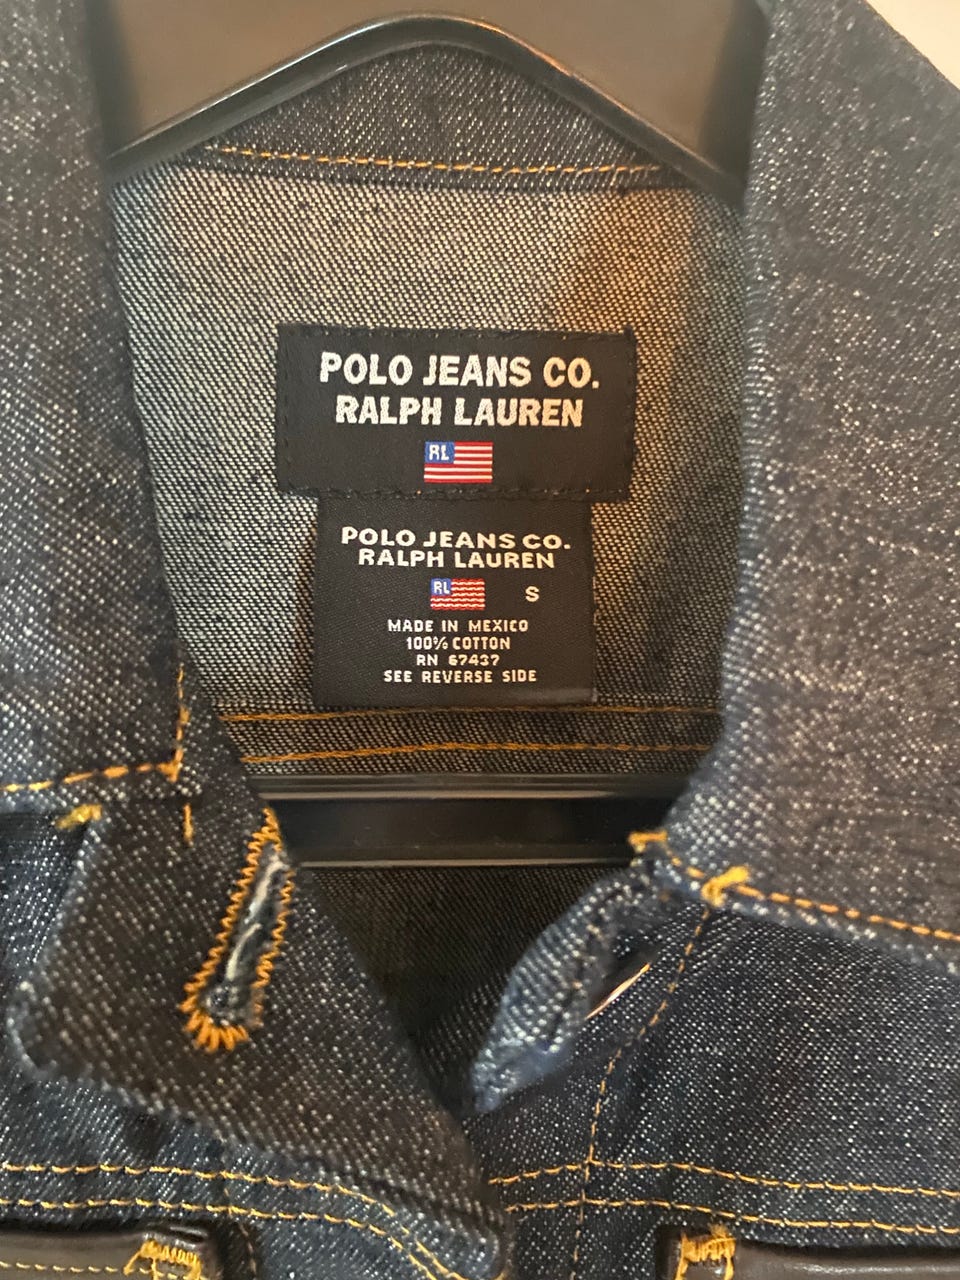 POLO JEANS CO.
RALPH LAUREN
RL
POLO JEANS CO.
RALPH LAUREN
RL S
MADE IN MEXICO
100% COTTON
RN 67437
SEE REVERSE SIDE